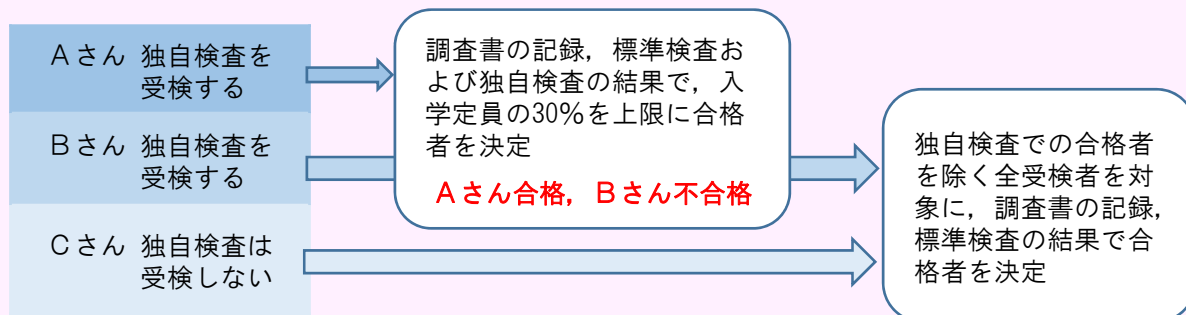 Ａさん 独自検査を
受検する
Ｂさん 独自検査を
受検する
Ｃさん 独自検査は
受検しない
調査書の記録，標準検査お
よび独自検査の結果で，入
学定員の30％を上限に合格
者を決定
Ａさん合格，Ｂさん不合格
独自検査での合格者
を除く全受検者を対
象に，調査書の記録，
標準検査の結果で合
格者を決定